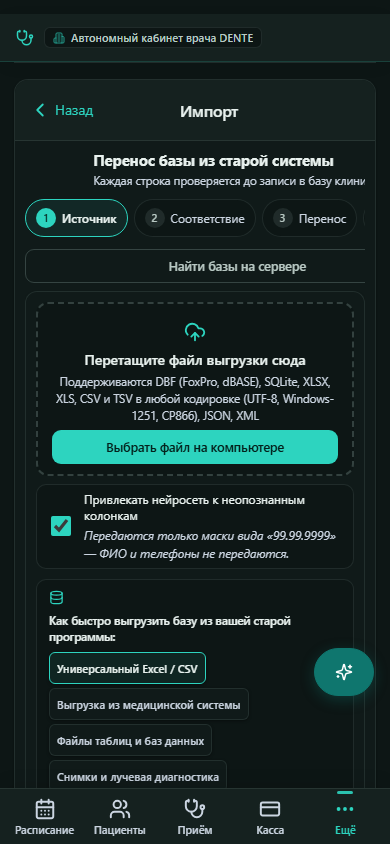 Автономный кабинет врача DENTE
Назад
Импорт
Перенос базы из старой системы
Каждая строка проверяется до записи в базу клини
1 Источник
2 Соответствие
3 Перенос
Найти базы на сервере
Перетащите файл выгрузки сюда
Поддерживаются DBF (FoxPro, dBASE), SQLite, XLSX,
XLS, CSV и TSV в любой кодировке (UTF-8, Windows-
1251, CP866), JSON, XML
Выбрать файл на компьютере
Привлекать нейросеть к неопознанным
колонкам
Передаются только маски вида «99.99.9999»
— ФИО и телефоны не передаются.
Как быстро выгрузить базу из вашей старой
программы:
Универсальный Excel / CSV
Выгрузка из медицинской системы
Файлы таблиц и баз данных
Снимки и лучевая диагностика
Расписание
Пациенты
Приём
Касса
Ещё